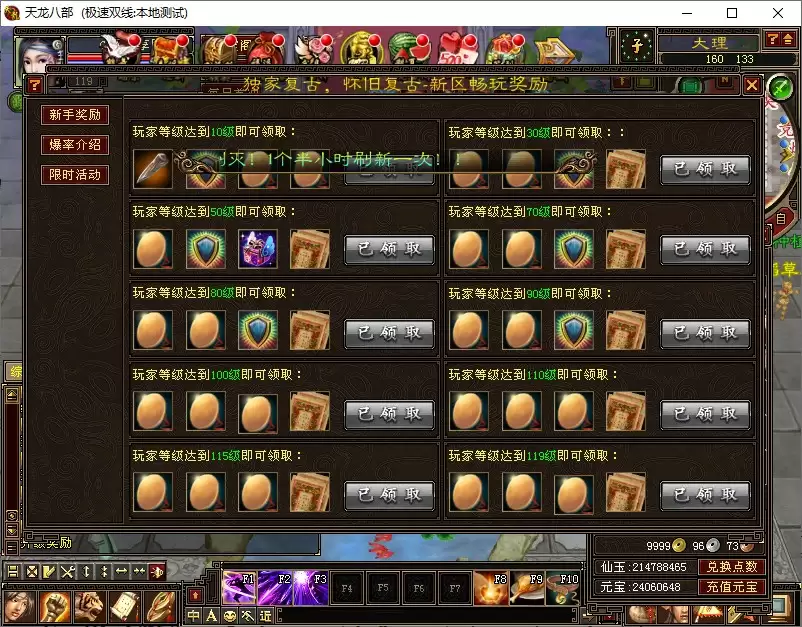 天龙八部 (极速双线:本地测试)
大理
160 133
119
独家复古，怀旧复古-新区畅玩奖励
新手奖励
爆率介绍
限时活动
玩家等级达到10级即可领取：
玩家等级达到30级即可领取：：
灭！1个半小时刷新一次！！
已领取
已领取
玩家等级达到50级即可领取：
玩家等级达到70级即可领取：
已领取
已领取
玩家等级达到80级即可领取：
玩家等级达到90级即可领取：
已领取
已领取
玩家等级达到100级即可领取：
玩家等级达到110级即可领取：
已领取
已领取
玩家等级达到115级即可领取：
玩家等级达到119级即可领取：
已领取
已领取
9999 96 73
仙玉:214788465 兑换点数
元宝:24060648 充值元宝
F1 F2 F3 F4 F5 F6 F7 F8 F9 F10
中 A 近